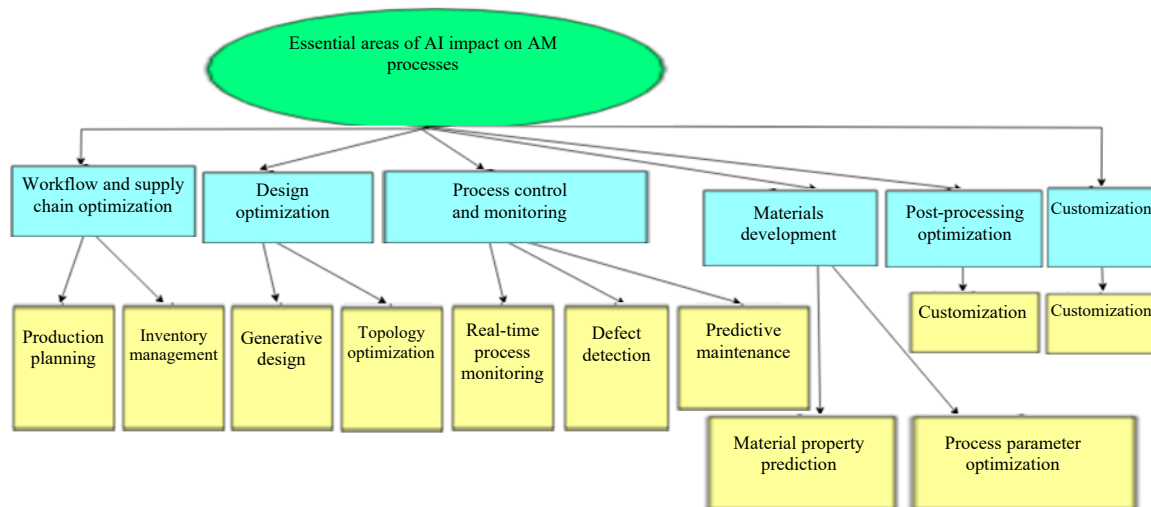 Essential areas of AI impact on AM
processes
Workflow and supply
chain optimization
Design
optimization
Process control
and monitoring
Materials
development
Post-processing
optimization
Customization
Production
planning
Inventory
management
Generative
design
Topology
optimization
Real-time
process
monitoring
Defect
detection
Predictive
maintenance
Customization
Customization
Material property
prediction
Process parameter
optimization